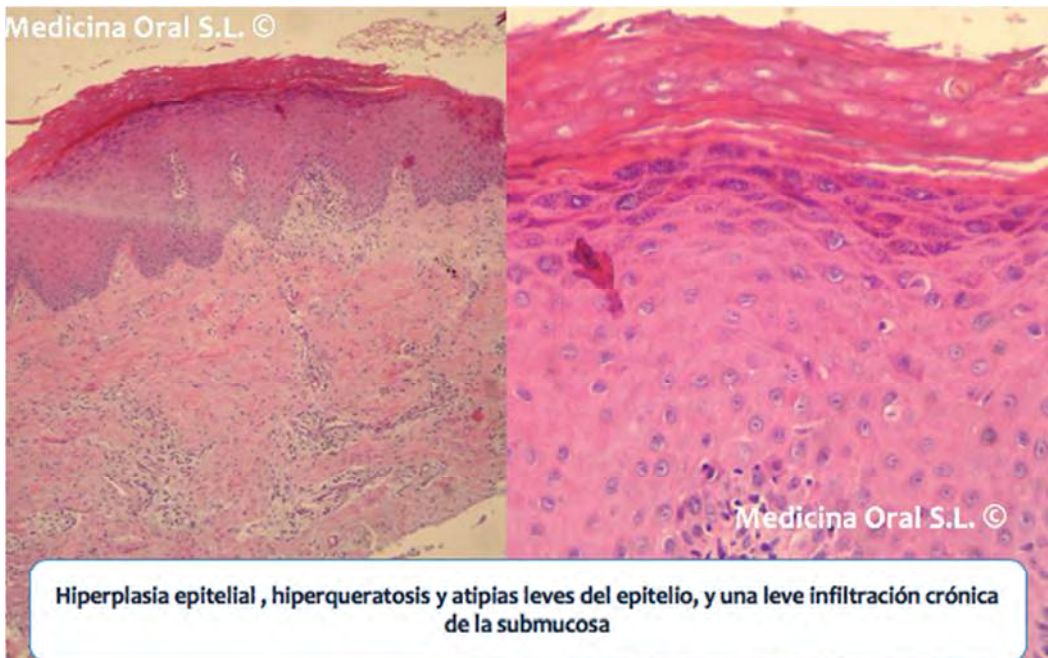 Medicina Oral S.L. ©
Medicina Oral S.L. ©
Hiperplasia epitelial , hiperqueratosis y atipias leves del epitelio, y una leve infiltración crónica
de la submucosa